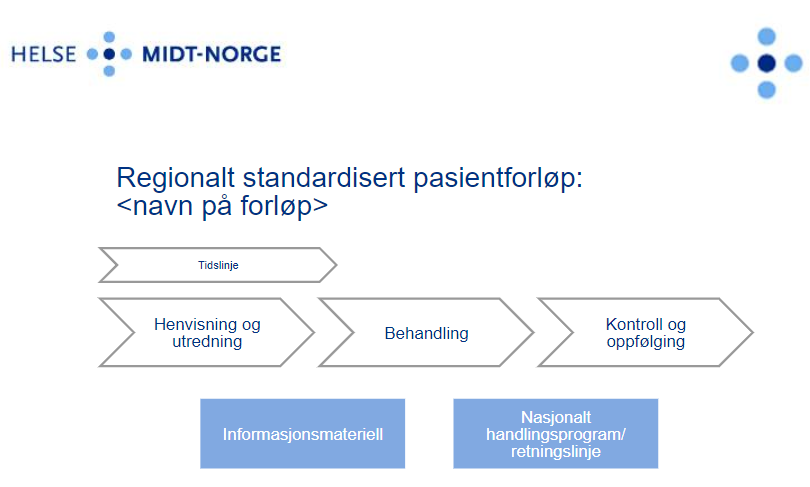 HELSE MIDT-NORGE
Regionalt standardisert pasientforløp:
<navn på forløp>
Tidslinje
Henvisning og
utredning
Behandling
Kontroll og
oppfølging
Informasjonsmateriell
Nasjonalt
handlingsprogram/
retningslinje